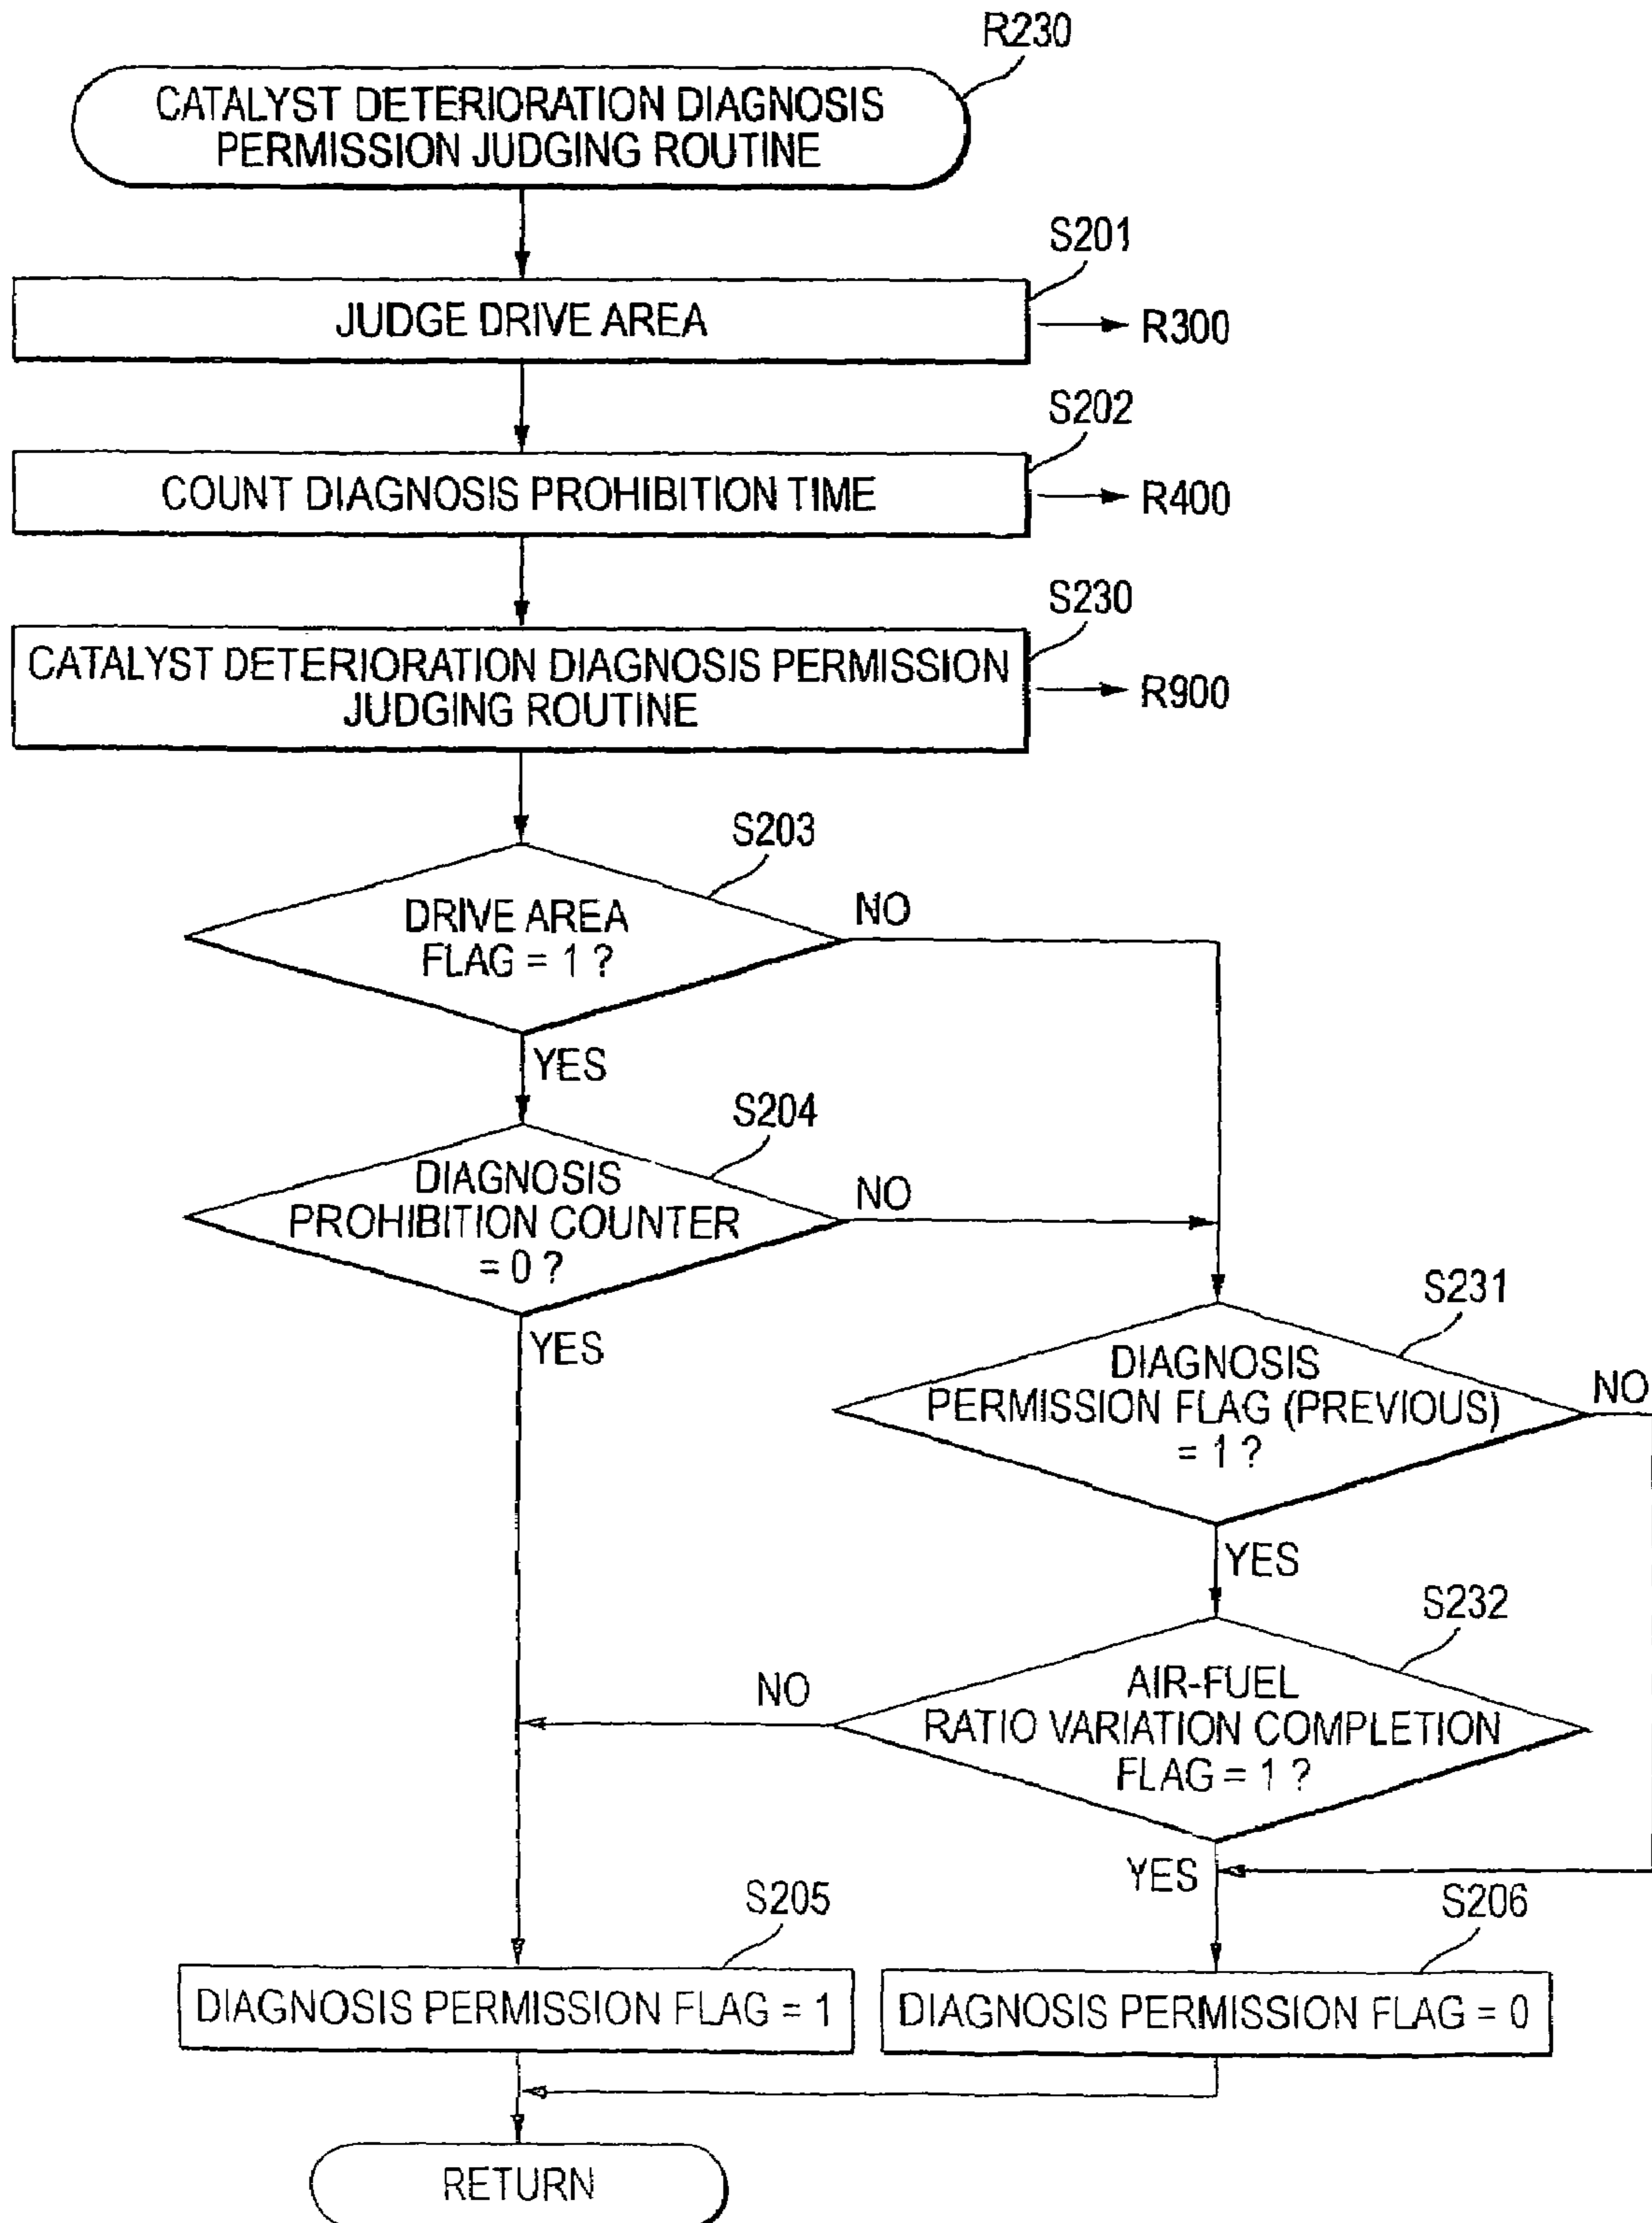 R230
CATALYST DETERIORATION DIAGNOSIS
PERMISSION JUDGING ROUTINE
S201
JUDGE DRIVE AREA
R300
S202
COUNT DIAGNOSIS PROHIBITION TIME
R400
S230
CATALYST DETERIORATION DIAGNOSIS PERMISSION
JUDGING ROUTINE
R900
S203
DRIVE AREA
FLAG = 1 ?
NO
YES
S204
DIAGNOSIS
PROHIBITION COUNTER
= 0 ?
NO
YES
S231
DIAGNOSIS
PERMISSION FLAG (PREVIOUS)
= 1 ?
NO
YES
S232
AIR-FUEL
RATIO VARIATION COMPLETION
FLAG = 1 ?
NO
YES
S205
DIAGNOSIS PERMISSION FLAG = 1
S206
DIAGNOSIS PERMISSION FLAG = 0
RETURN